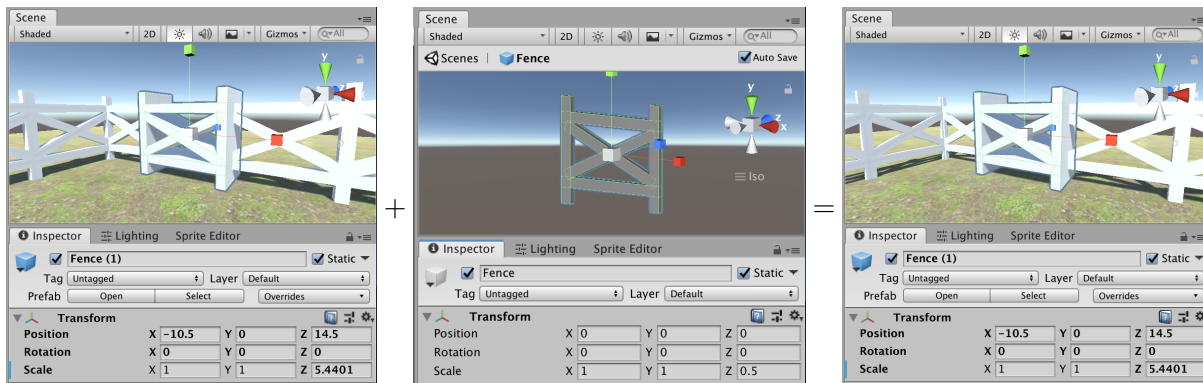 Scene
Shaded 2D Gizmos All
y
z
Inspector Lighting Sprite Editor
Fence (1) Static
Tag Untagged Layer Default
Prefab Open Select Overrides
Transform
Position X -10.5 Y 0 Z 14.5
Rotation X 0 Y 0 Z 0
Scale X 1 Y 1 Z 5.4401
+
Scene
Shaded 2D Gizmos All
Scenes | Fence Auto Save
y
z
x
Iso
Inspector Lighting Sprite Editor
Fence Static
Tag Untagged Layer Default
Transform
Position X 0 Y 0 Z 0
Rotation X 0 Y 0 Z 0
Scale X 1 Y 1 Z 0.5
=
Scene
Shaded 2D Gizmos All
y
z
Inspector Lighting Sprite Editor
Fence (1) Static
Tag Untagged Layer Default
Prefab Open Select Overrides
Transform
Position X -10.5 Y 0 Z 14.5
Rotation X 0 Y 0 Z 0
Scale X 1 Y 1 Z 5.4401